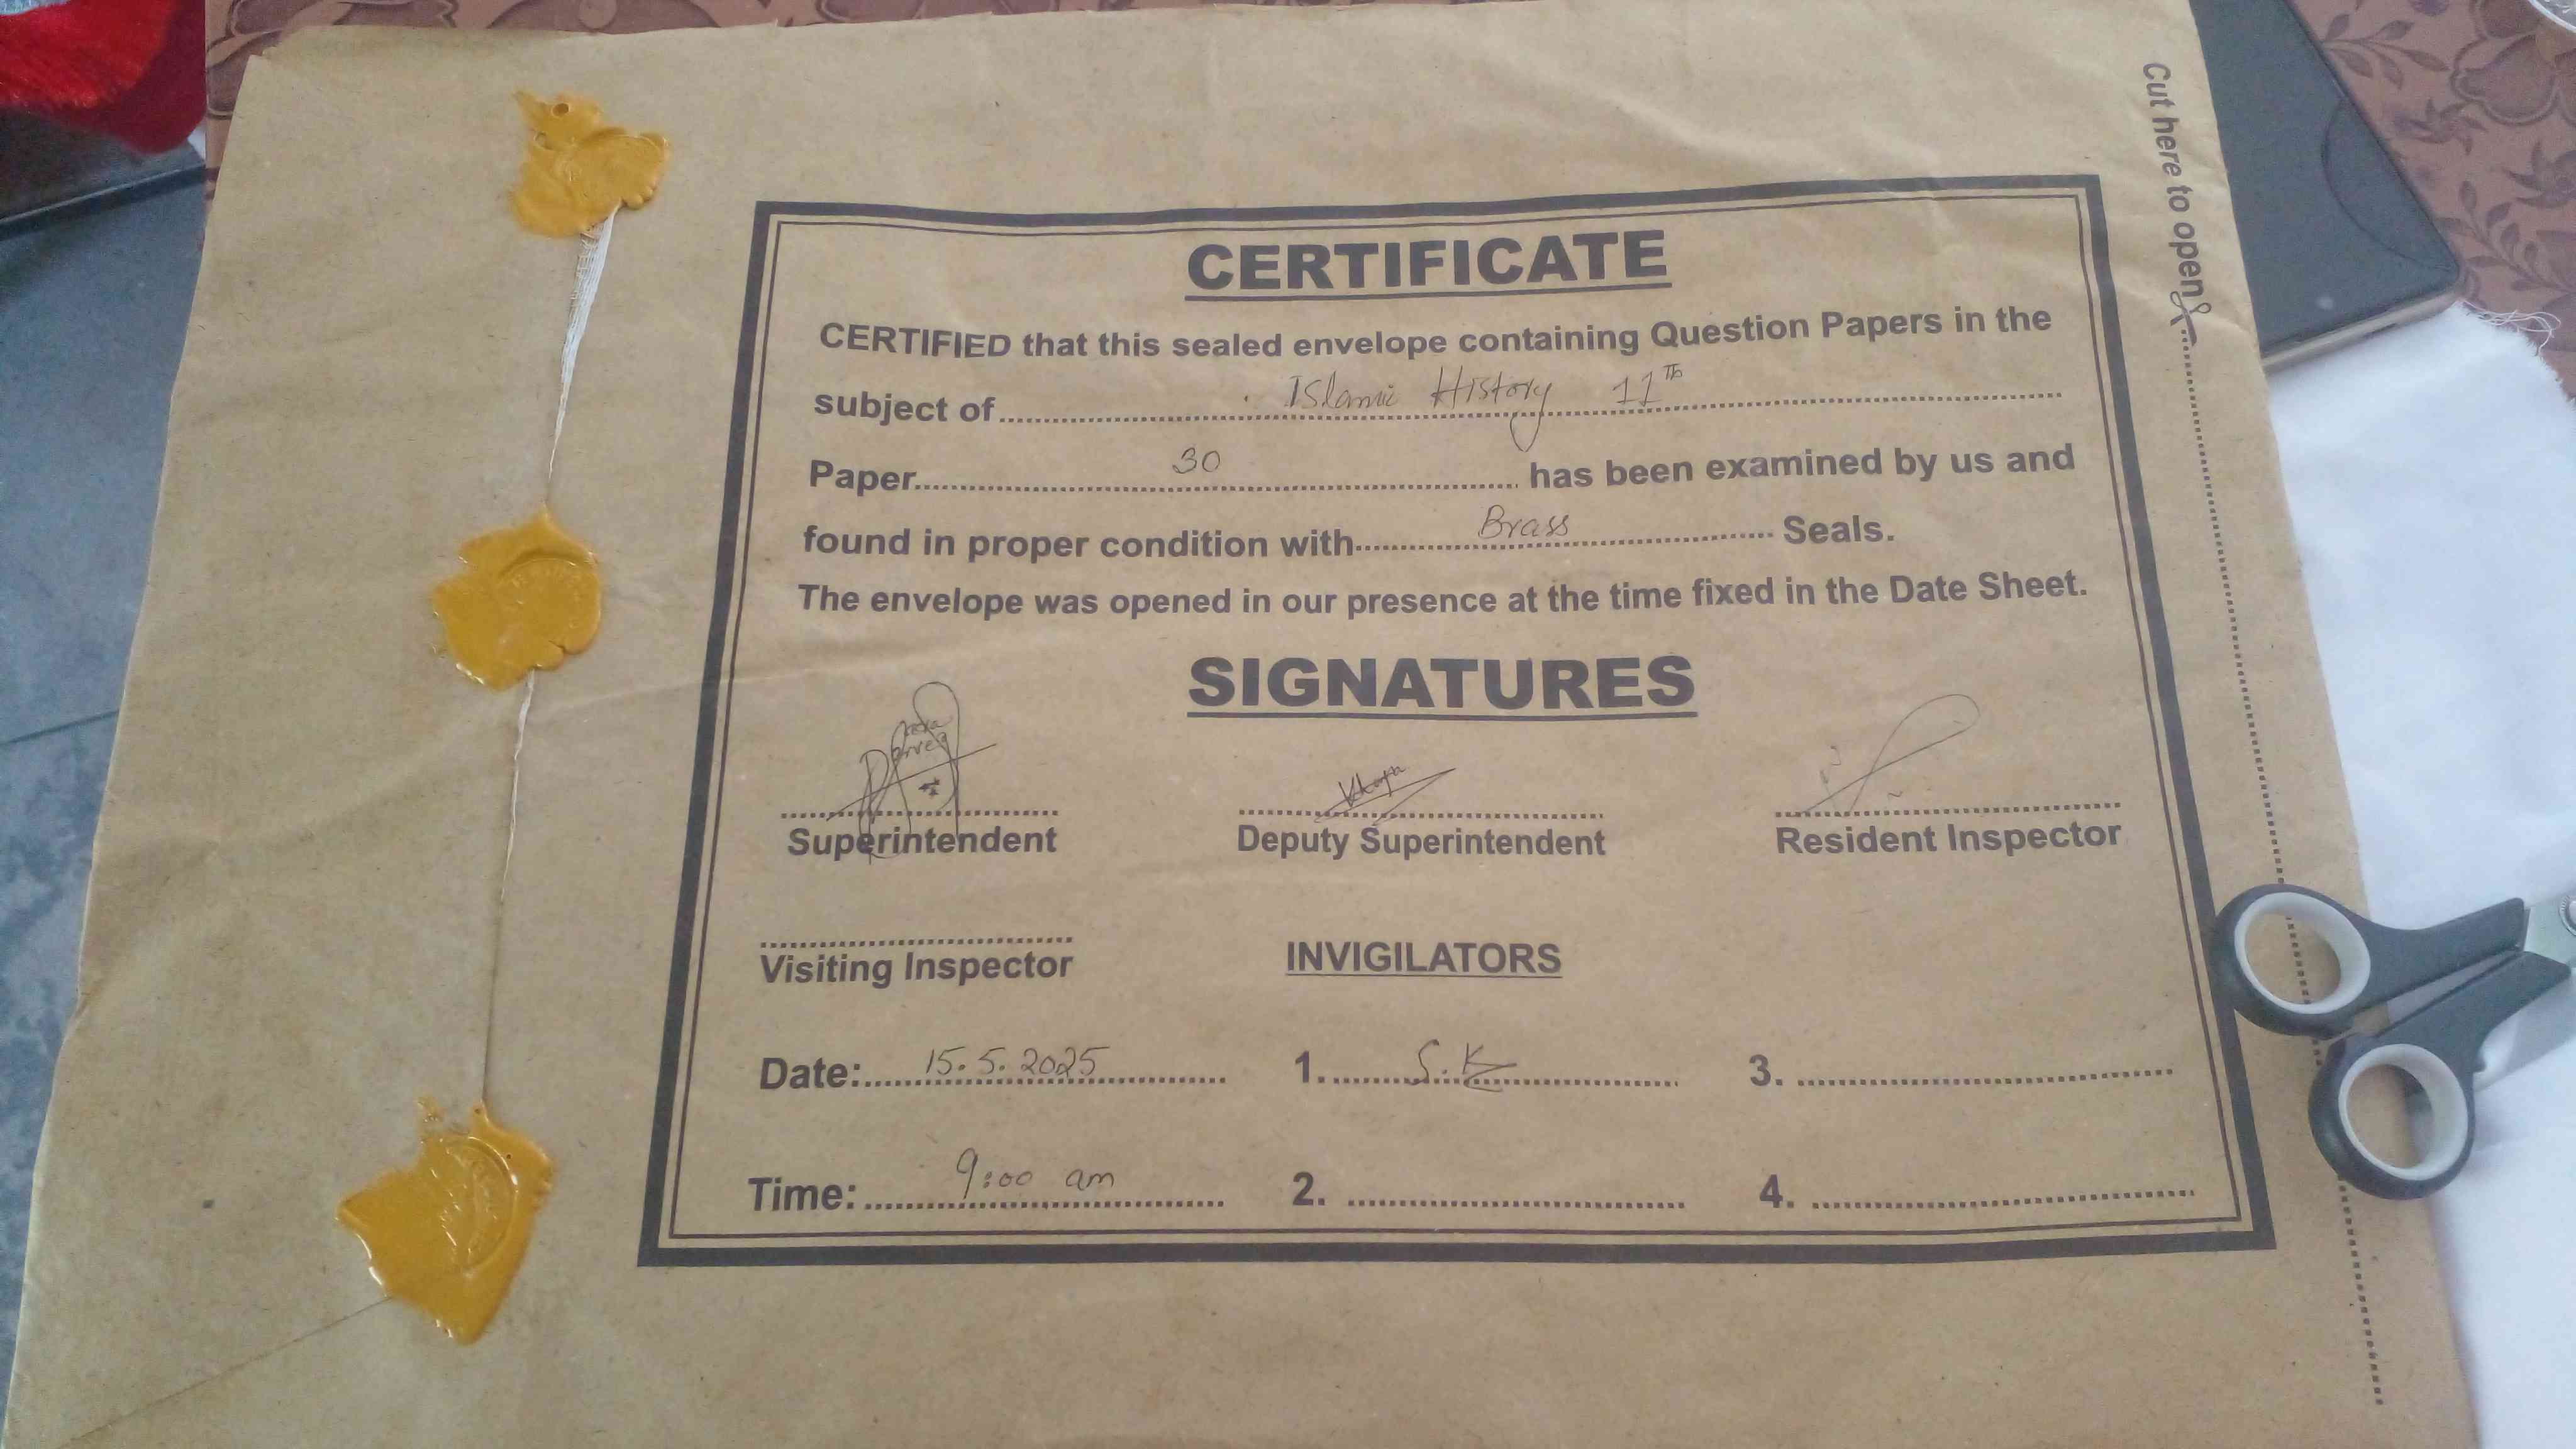 Cut here to open
CERTIFICATE
CERTIFIED that this sealed envelope containing Question Papers in the
subject of.......... Islamic History 11th ..........
Paper.......... 30 .......... has been examined by us and
found in proper condition with.......... Brass .......... Seals.
The envelope was opened in our presence at the time fixed in the Date Sheet.
SIGNATURES
Superintendent Deputy Superintendent Resident Inspector
Visiting Inspector INVIGILATORS
Date:.......... 15.5.2025 .......... 1. .......... S.K .......... 3. ..........
Time: .......... 9:00 am .......... 2. .......... 4. ..........